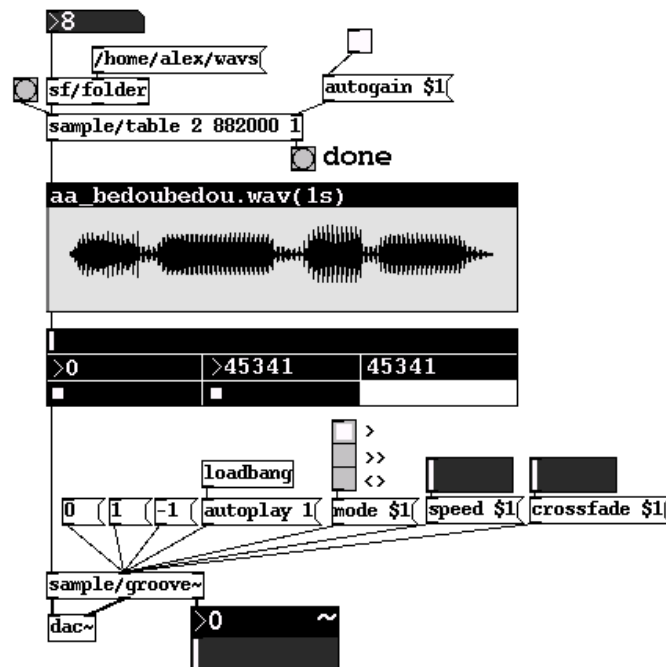 >8
/home/alex/wavs
sf/folder
autogain $1
sample/table 2 882000 1
done
aa_bedoubedou.wav(1s)
>0 >45341 45341
>
>>
<>
loadbang
0 1 -1 autoplay 1 mode $1 speed $1 crossfade $1
sample/groove~
dac~
>0 ~